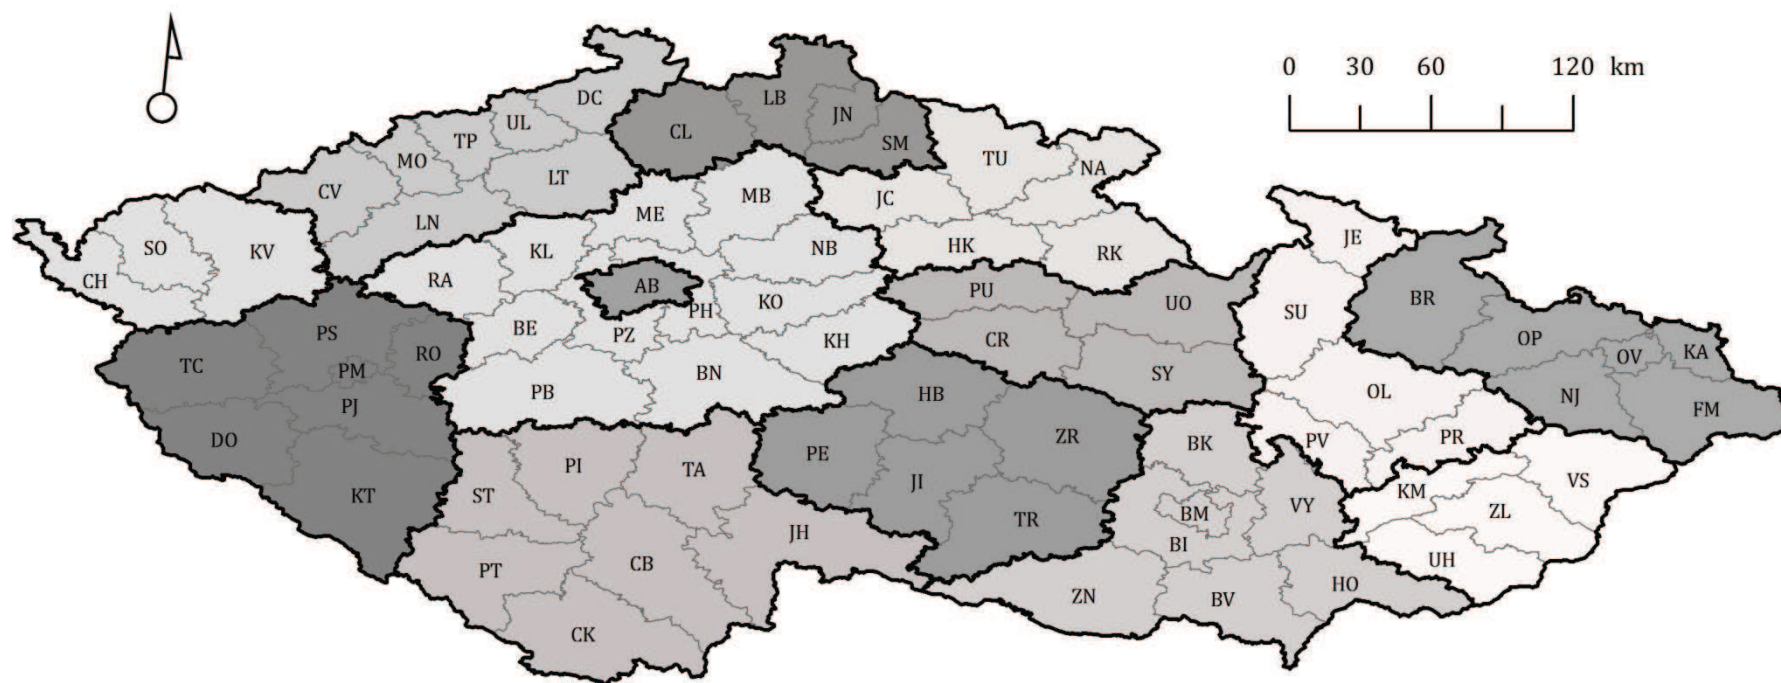 0 30 60 120 km
DC
LB
JN
UL
CL
TP
SM
MO
TU
NA
LT
CV
MB
JC
ME
LN
JE
SO
KV
KL
NB
HK
RK
CH
RA
AB
PU
UO
BR
KO
PH
SU
PS
BE
PZ
KH
CR
OP
OV
KA
RO
TC
PM
BN
SY
PB
HB
OL
NJ
FM
PJ
DO
ZR
BK
PV
PR
PE
PI
TA
ST
JI
KM
VS
KT
TR
BM
VY
ZL
JH
BI
PT
CB
UH
ZN
BV
HO
CK